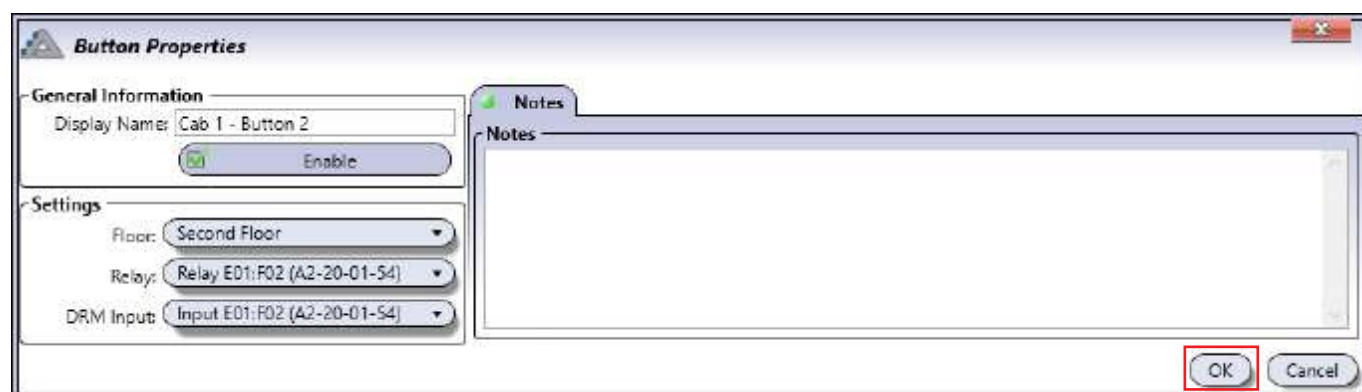 Button Properties
General Information
Display Name: Cab 1 - Button 2
Enable
Settings
Floor: Second Floor
Relay: Relay E01:F02 (A2-20-01-54)
DRM Input: Input E01:F02 (A2-20-01-54)
Notes
Notes
OK
Cancel